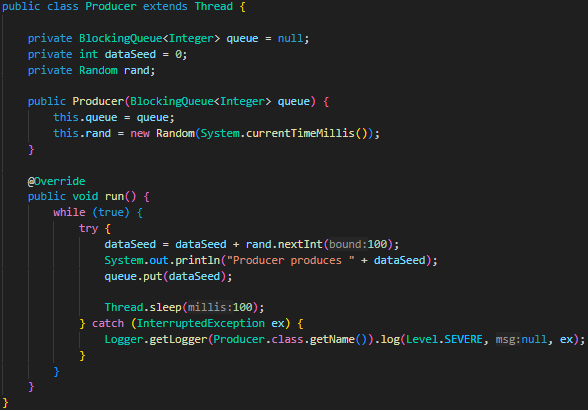 public class Producer extends Thread {
private BlockingQueue<Integer> queue = null;
private int dataSeed = 0;
private Random rand;
public Producer(BlockingQueue<Integer> queue) {
this.queue = queue;
this.rand = new Random(System.currentTimeMillis());
}
@Override
public void run() {
while (true) {
try {
dataSeed = dataSeed + rand.nextInt(bound:100);
System.out.println("Producer produces " + dataSeed);
queue.put(dataSeed);
Thread.sleep(millis:100);
} catch (InterruptedException ex) {
Logger.getLogger(Producer.class.getName()).log(Level.SEVERE, msg:null, ex);
}
}
}
}